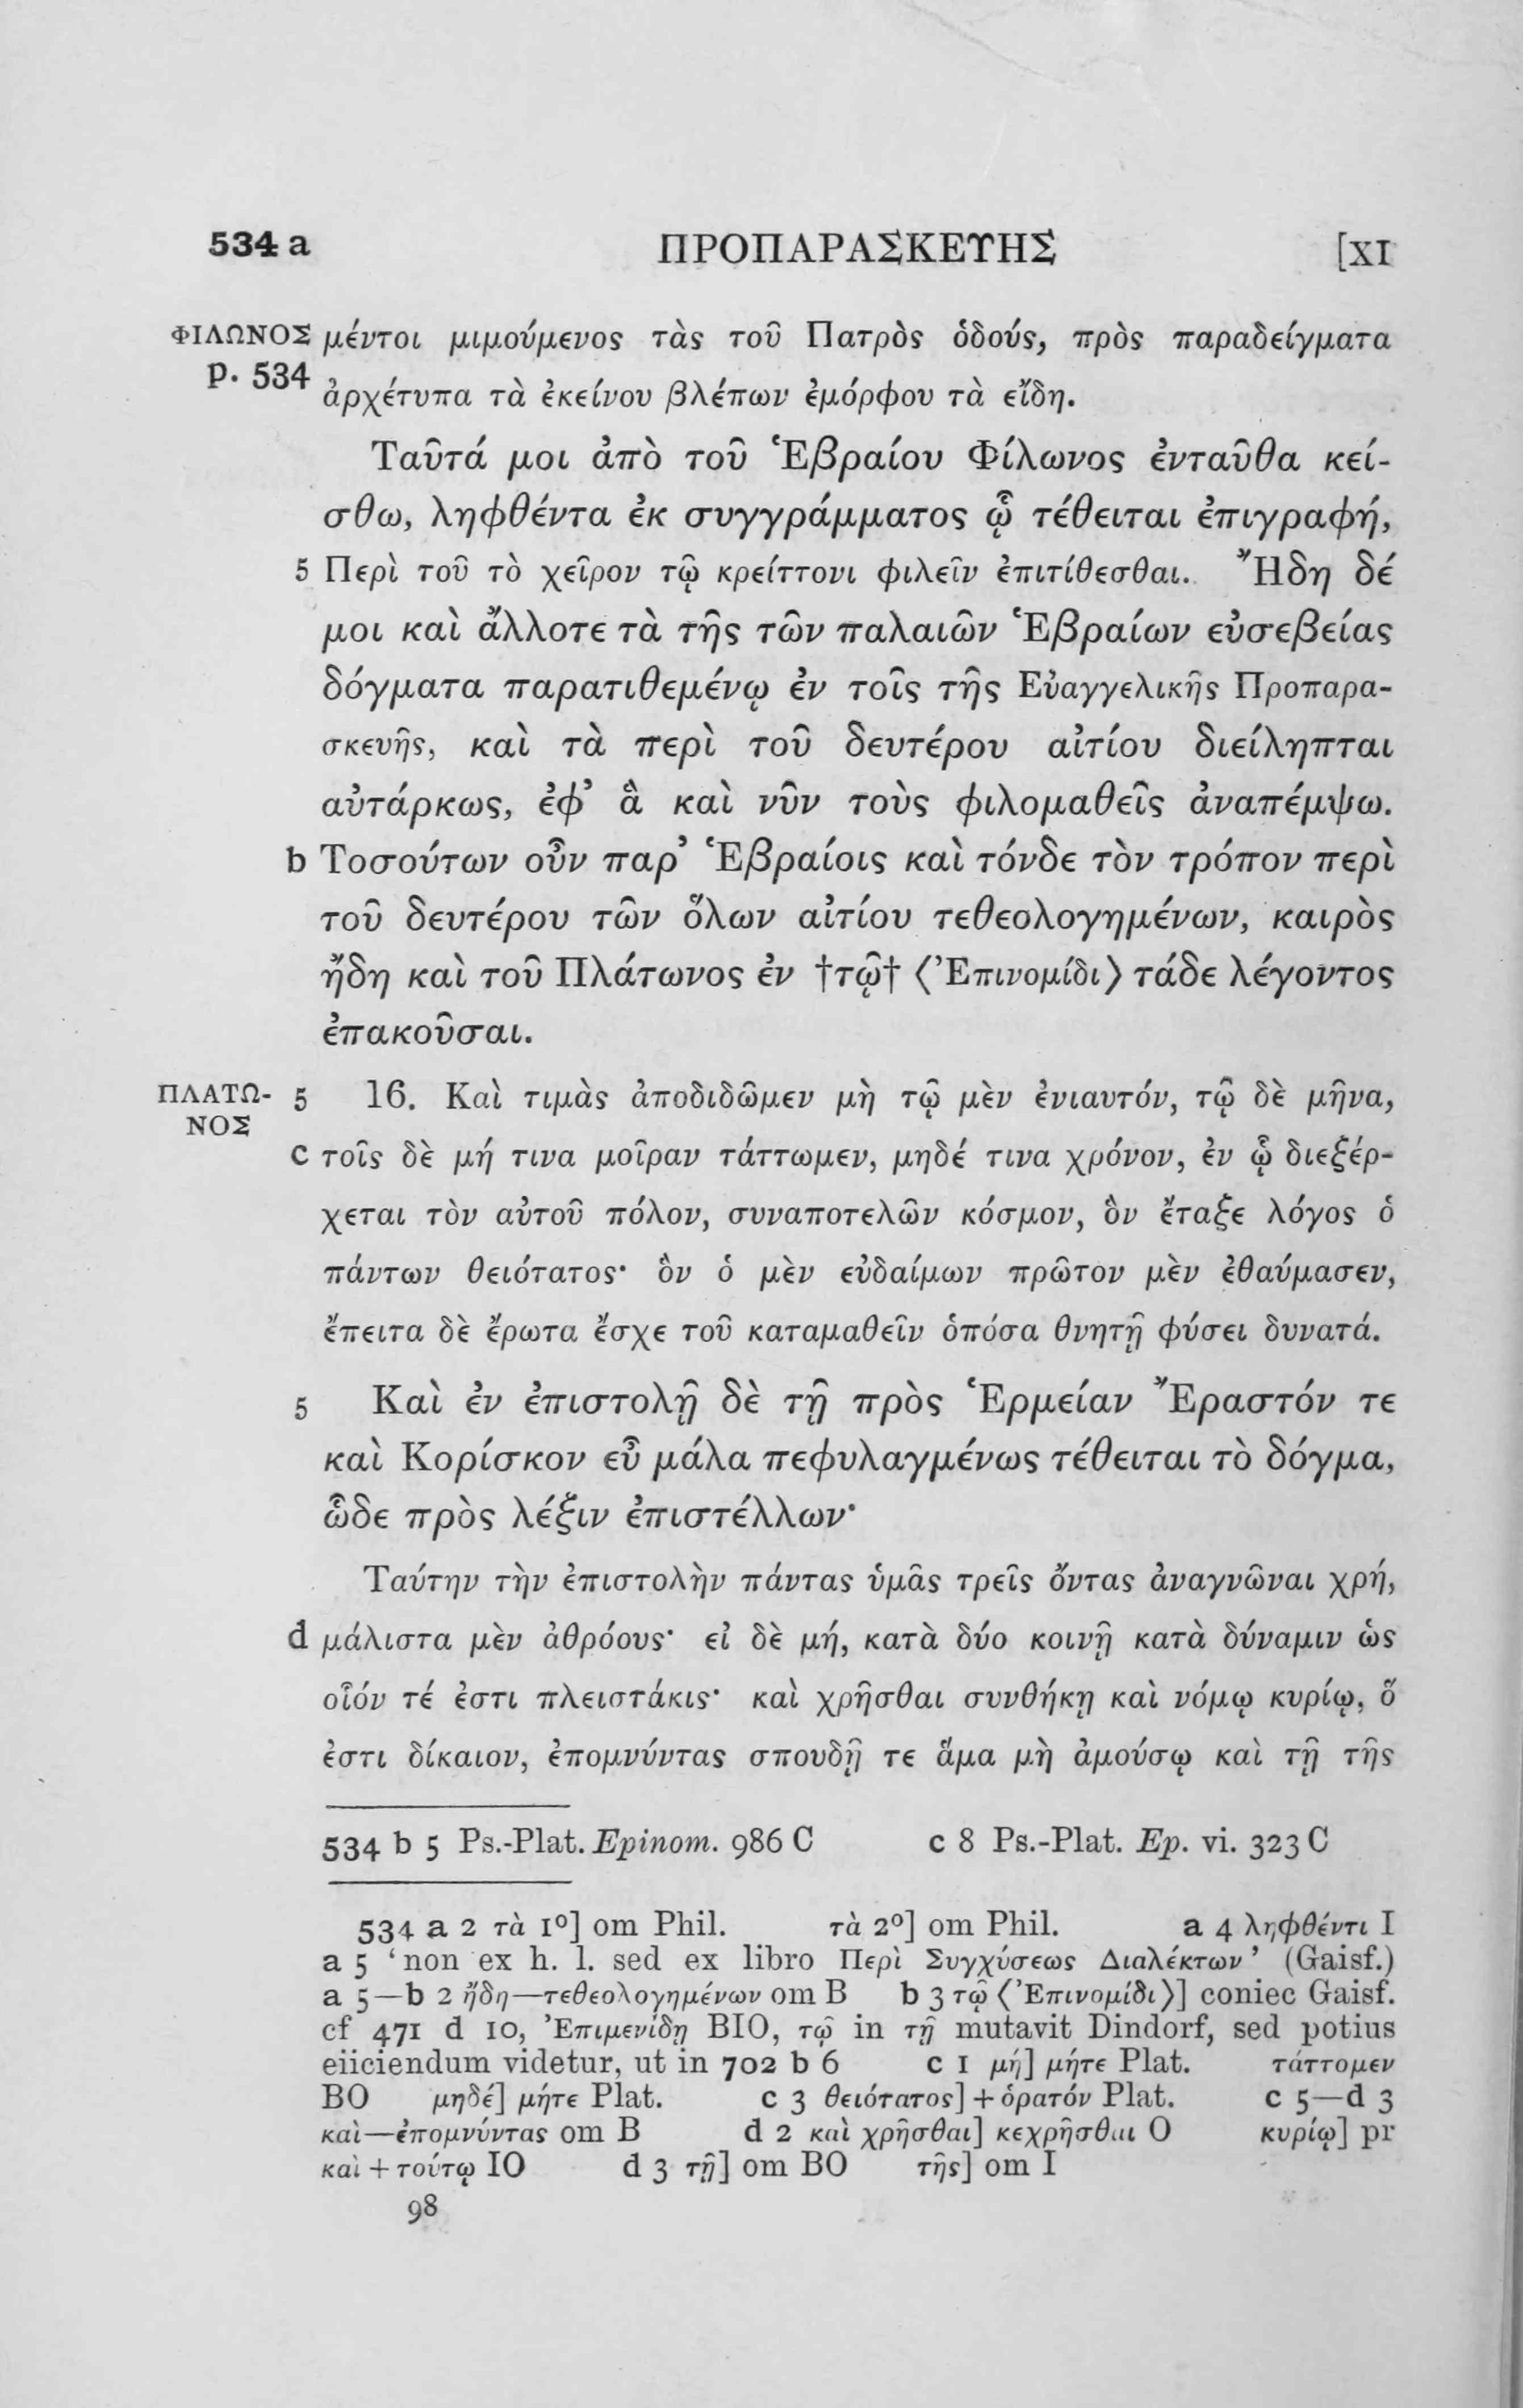 534 a ΠΡΟΠΑΡΑΣΚΕΥΗΣ [XI
ΦΙΛΩΝΟΣ μέντοι μιμούμενος τὰς τοῦ Πατρὸς ὁδούς, πρὸς παραδείγματα
p. 534 ἀρχέτυπα τὰ ἐκείνου βλέπων ἐμόρφου τὰ εἴδη.
Ταῦτά μοι ἀπὸ τοῦ Ἑβραίου Φίλωνος ἐνταῦθα κεί-
σθω, ληφθέντα ἐκ συγγράμματος ᾧ τέθειται ἐπιγραφή,
5 Περὶ τοῦ τὸ χεῖρον τῷ κρείττονι φιλεῖν ἐπιτίθεσθαι. Ἤδη δέ
μοι καὶ ἄλλοτε τὰ τῆς τῶν παλαιῶν Ἑβραίων εὐσεβείας
δόγματα παρατιθεμένῳ ἐν τοῖς τῆς Εὐαγγελικῆς Προπαρα-
σκευῆς, καὶ τὰ περὶ τοῦ δευτέρου αἰτίου διείληπται
αὐτάρκως, ἐφ’ ἃ καὶ νῦν τοὺς φιλομαθεῖς ἀναπέμψω.
b Τοσούτων οὖν παρ’ Ἑβραίοις καὶ τόνδε τὸν τρόπον περὶ
τοῦ δευτέρου τῶν ὅλων αἰτίου τεθεολογημένων, καιρὸς
ἤδη καὶ τοῦ Πλάτωνος ἐν †τῷ† ⟨Ἐπινομίδι⟩ τάδε λέγοντος
ἐπακοῦσαι.
ΠΛΑΤΩ- 5 16. Καὶ τιμὰς ἀποδιδῶμεν μὴ τῷ μὲν ἐνιαυτόν, τῷ δὲ μῆνα,
ΝΟΣ
c τοῖς δὲ μή τινα μοῖραν τάττωμεν, μηδέ τινα χρόνον, ἐν ᾧ διεξέρ-
χεται τὸν αὑτοῦ πόλον, συναποτελῶν κόσμον, ὃν ἔταξε λόγος ὁ
πάντων θειότατος· ὃν ὁ μὲν εὐδαίμων πρῶτον μὲν ἐθαύμασεν,
ἔπειτα δὲ ἔρωτα ἔσχε τοῦ καταμαθεῖν ὁπόσα θνητῇ φύσει δυνατά.
5 Καὶ ἐν ἐπιστολῇ δὲ τῇ πρὸς Ἑρμείαν Ἔραστόν τε
καὶ Κορίσκον εὖ μάλα πεφυλαγμένως τέθειται τὸ δόγμα,
ὧδε πρὸς λέξιν ἐπιστέλλων·
Ταύτην τὴν ἐπιστολὴν πάντας ὑμᾶς τρεῖς ὄντας ἀναγνῶναι χρή,
d μάλιστα μὲν ἀθρόους· εἰ δὲ μή, κατὰ δύο κοινῇ κατὰ δύναμιν ὡς
οἷόν τέ ἐστι πλειστάκις· καὶ χρῆσθαι συνθήκῃ καὶ νόμῳ κυρίῳ, ὅ
ἐστι δίκαιον, ἐπομνύντας σπουδῇ τε ἅμα μὴ ἀμούσῳ καὶ τῇ τῆς
534 b 5 Ps.-Plat. Epinom. 986 C c 8 Ps.-Plat. Ep. vi. 323 C
534 a 2 τὰ 1º] om Phil. τὰ 2º] om Phil. a 4 ληφθέντι I
a 5 ‘non ex h. l. sed ex libro Περὶ Συγχύσεως Διαλέκτων’ (Gaisf.)
a 5—b 2 ἤδη—τεθεολογημένων om B b 3 τῷ ⟨Ἐπινομίδι⟩] coniec Gaisf.
cf 471 d 10, Ἐπιμενίδῃ BIO, τῷ in τῇ mutavit Dindorf, sed potius
eiiciendum videtur, ut in 702 b 6 c 1 μή] μήτε Plat. τάττομεν
BO μηδέ] μήτε Plat. c 3 θειότατος] + ὁρατόν Plat. c 5—d 3
καὶ—ἐπομνύντας om B d 2 καὶ χρῆσθαι] κεχρῆσθαι O κυρίῳ] pr
καὶ + τούτῳ IO d 3 τῇ] om BO τῆς] om I
98